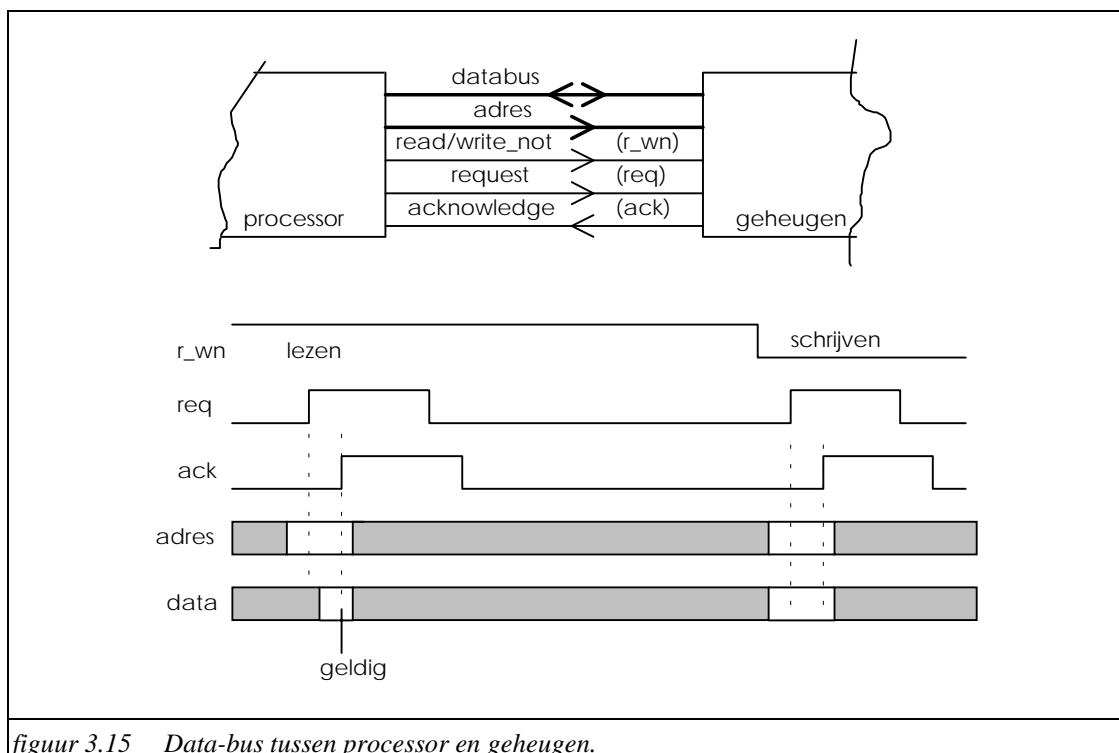 databus
adres
read/write_not (r_wn)
request (req)
acknowledge (ack)
processor
geheugen
r_wn lezen schrijven
req
ack
adres
data
geldig
figuur 3.15 Data-bus tussen processor en geheugen.